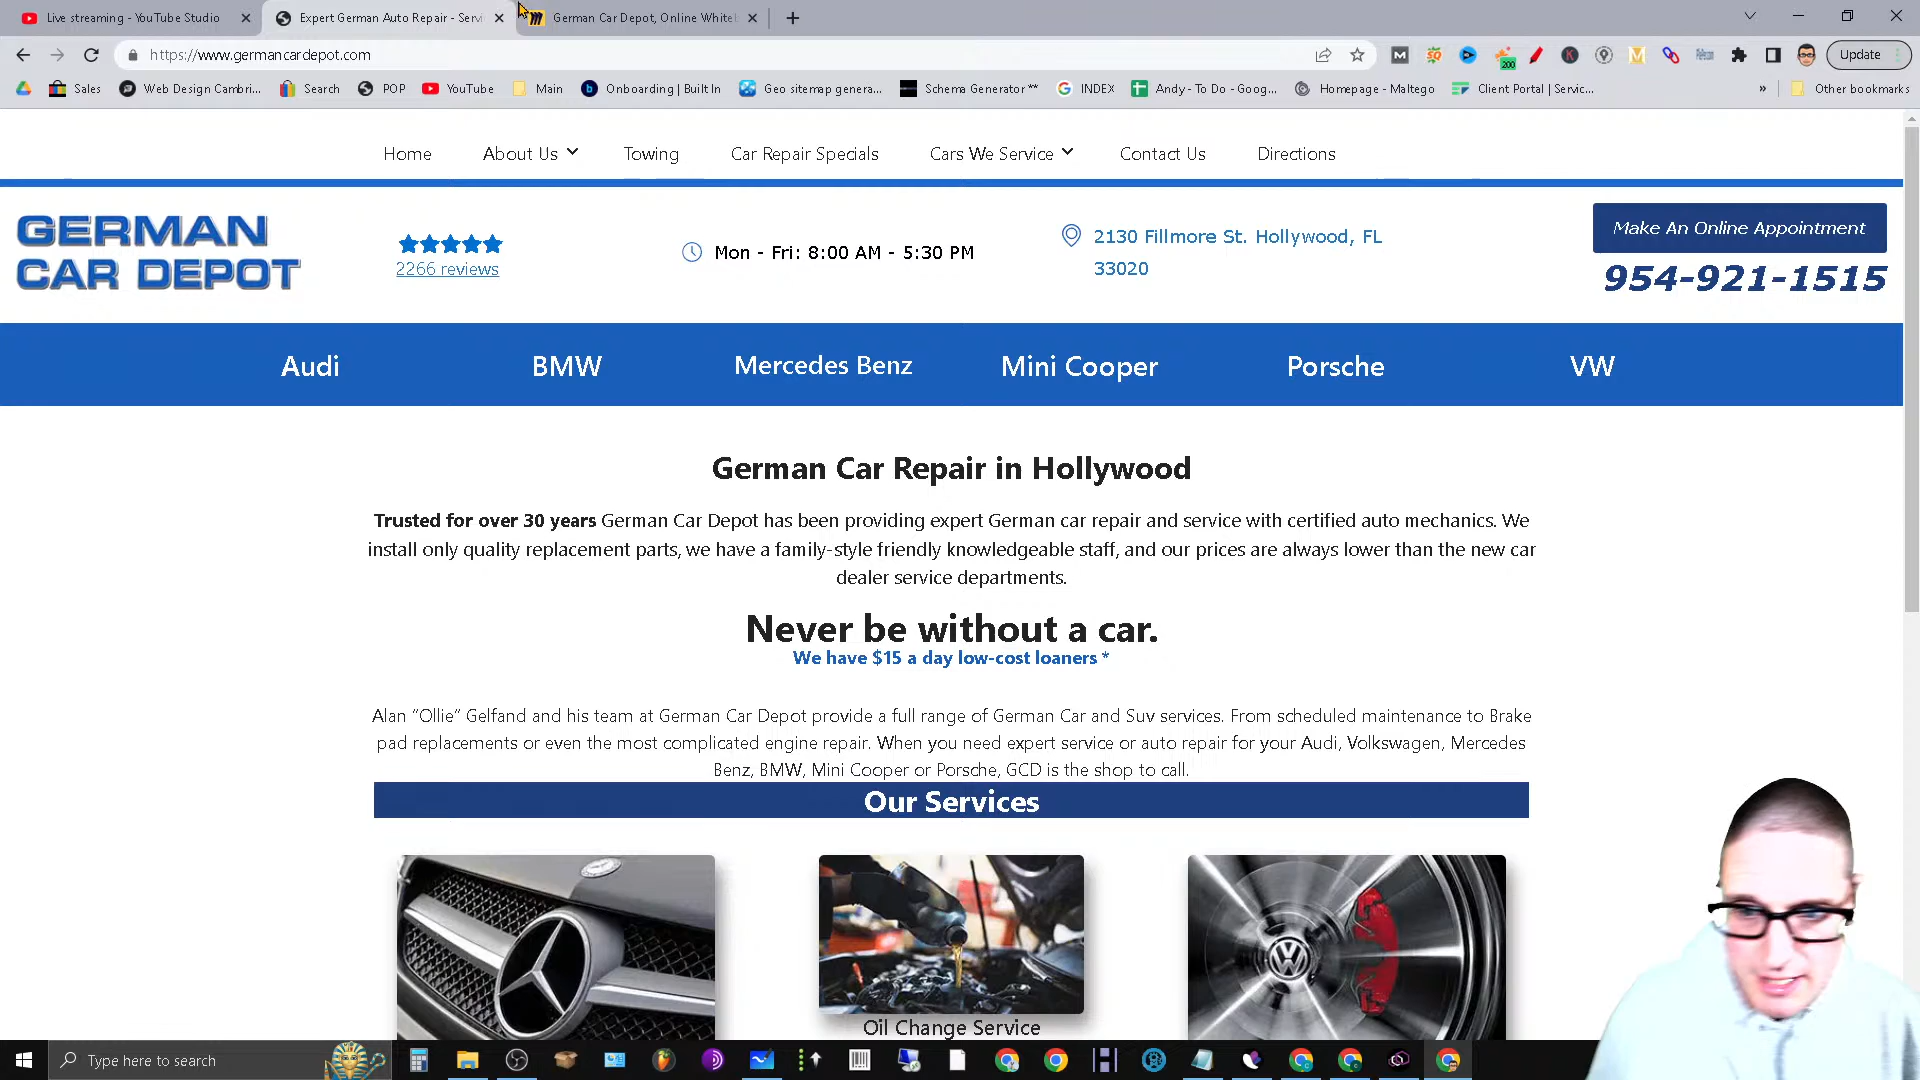 Live streaming - YouTube Studio
Expert German Auto Repair - Servi
German Car Depot, Online Whiteb
https://www.germancardepot.com
200
Update
Sales
Web Design Cambri...
Search
POP
YouTube
Main
Onboarding | Built In
Geo sitemap genera...
Schema Generator **
INDEX
Andy - To Do - Goog...
Homepage - Maltego
Client Portal | Servic...
»
Other bookmarks
Home
About Us
Towing
Car Repair Specials
Cars We Service
Contact Us
Directions
GERMAN
CAR DEPOT
2266 reviews
Mon - Fri: 8:00 AM - 5:30 PM
2130 Fillmore St. Hollywood, FL
33020
Make An Online Appointment
954-921-1515
Audi
BMW
Mercedes Benz
Mini Cooper
Porsche
VW
German Car Repair in Hollywood
Trusted for over 30 years German Car Depot has been providing expert German car repair and service with certified auto mechanics. We
install only quality replacement parts, we have a family-style friendly knowledgeable staff, and our prices are always lower than the new car
dealer service departments.
Never be without a car.
We have $15 a day low-cost loaners *
Alan “Ollie” Gelfand and his team at German Car Depot provide a full range of German Car and Suv services. From scheduled maintenance to Brake
pad replacements or even the most complicated engine repair. When you need expert service or auto repair for your Audi, Volkswagen, Mercedes
Benz, BMW, Mini Cooper or Porsche, GCD is the shop to call.
Our Services
Oil Change Service
Type here to search